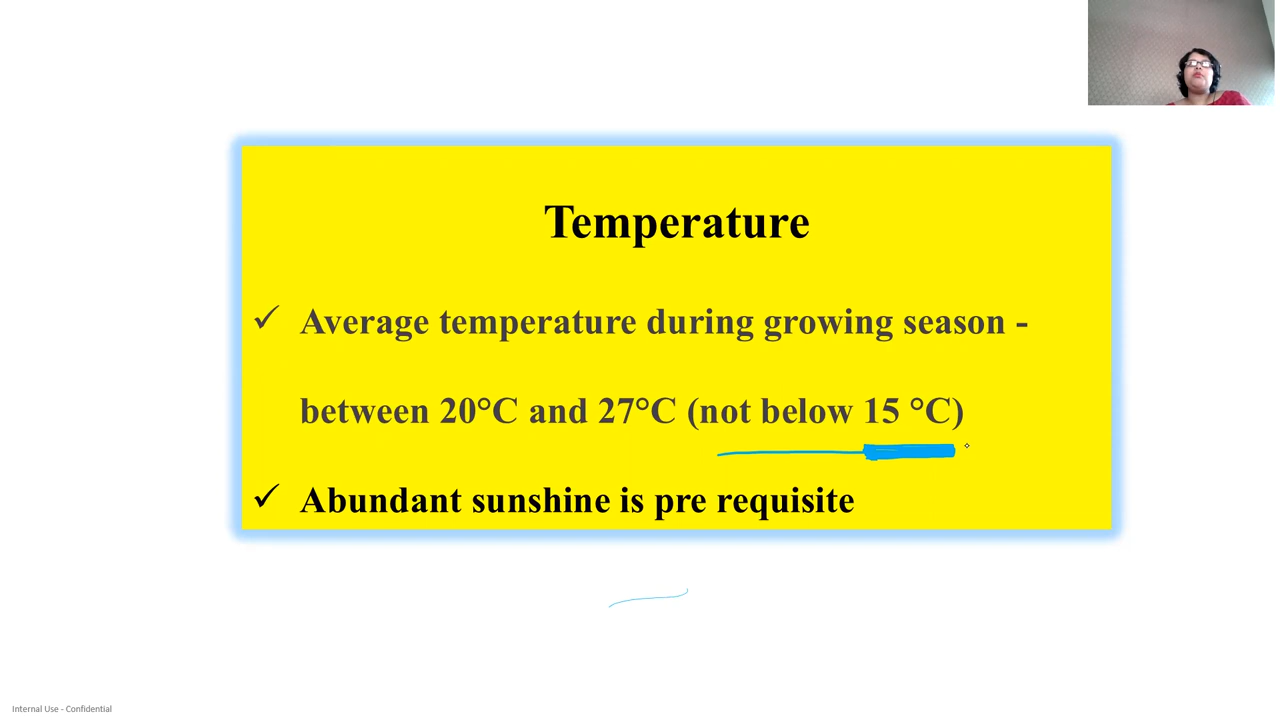 Temperature
✓ Average temperature during growing season -
between 20°C and 27°C (not below 15 °C)
✓ Abundant sunshine is pre requisite
Internal Use - Confidential